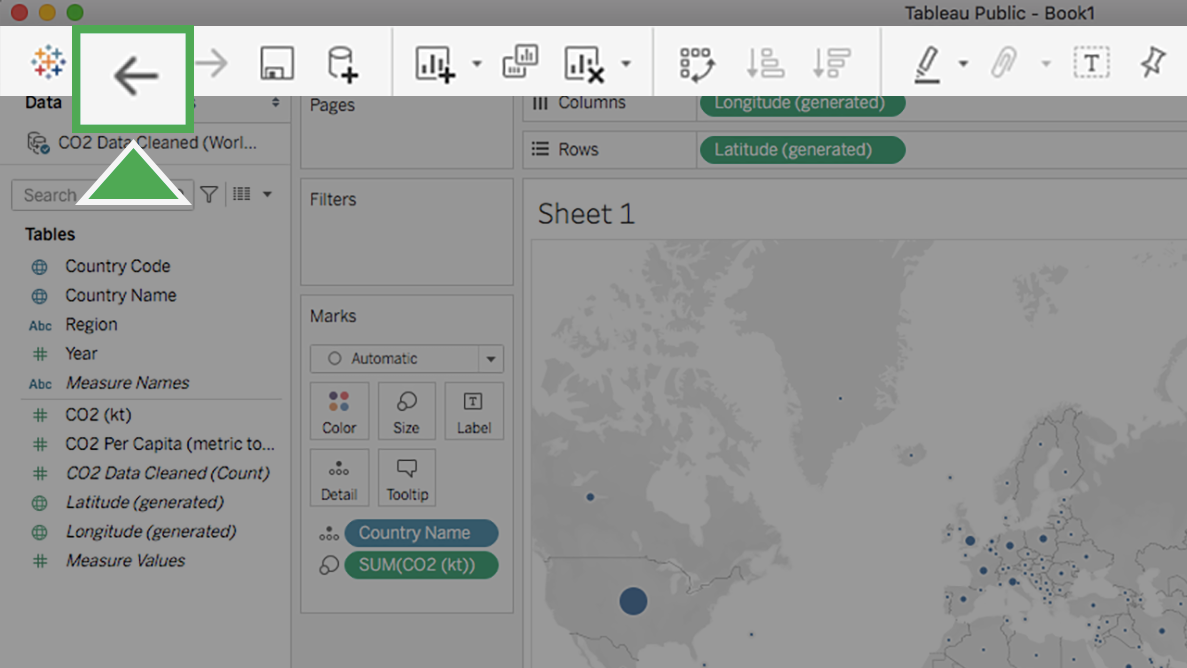 Tableau Public - Book1
Data
Pages
Columns
Longitude (generated)
CO2 Data Cleaned (Worl...
Rows
Latitude (generated)
Search
Filters
Sheet 1
Tables
Country Code
Country Name
Abc Region
Year
Abc Measure Names
CO2 (kt)
CO2 Per Capita (metric to...
CO2 Data Cleaned (Count)
Latitude (generated)
Longitude (generated)
Measure Values
Marks
Automatic
Color
Size
T
Label
Detail
Tooltip
Country Name
SUM(CO2 (kt))
T